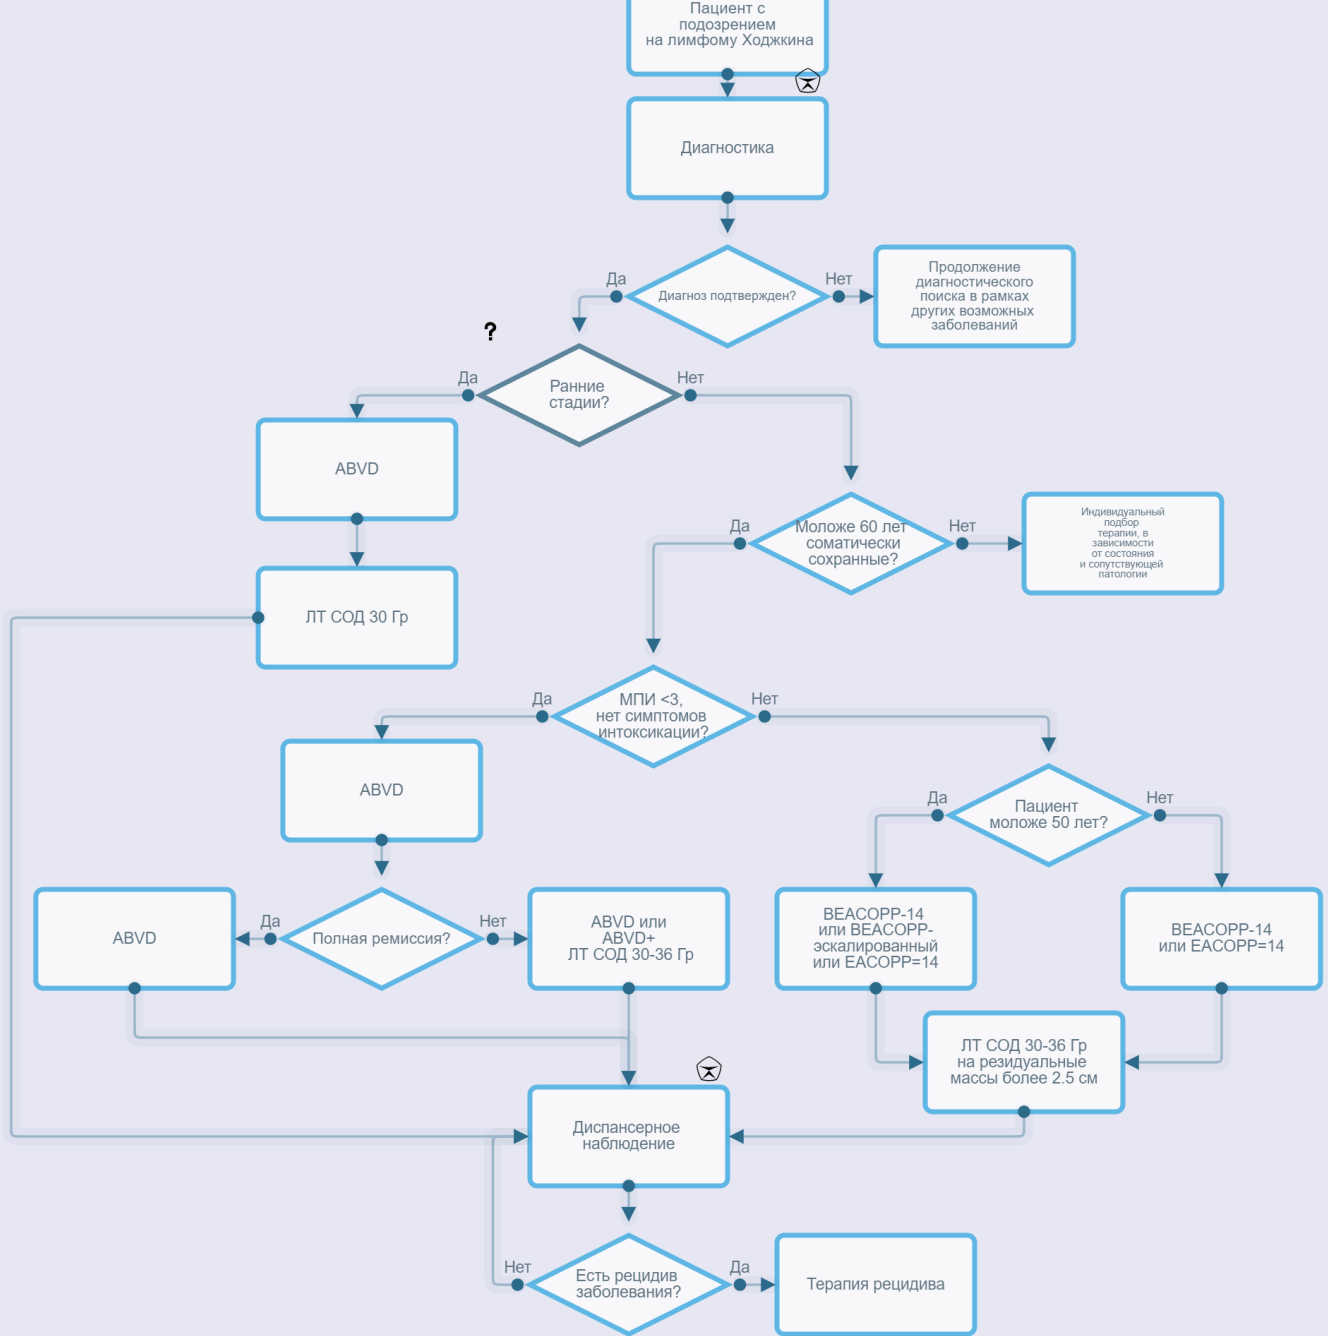 Пациент с
подозрением
на лимфому Ходжкина
Диагностика
Да
Диагноз подтвержден?
Нет
Продолжение
диагностического
поиска в рамках
других возможных
заболеваний
?
Да
Ранние
стадии?
Нет
ABVD
Да
Моложе 60 лет
соматически
сохранные?
Нет
Индивидуальный
подбор
терапии, в
зависимости
от состояния
и сопутствующей
патологии
ЛТ СОД 30 Гр
Да
МПИ <3,
нет симптомов
интоксикации?
Нет
ABVD
Да
Пациент
моложе 50 лет?
Нет
ABVD
Да
Полная ремиссия?
Нет
ABVD или
ABVD+
ЛТ СОД 30-36 Гр
BEACOPP-14
или BEACOPP-
эскалированный
или EACOPP=14
BEACOPP-14
или EACOPP=14
ЛТ СОД 30-36 Гр
на резидуальные
массы более 2.5 см
Диспансерное
наблюдение
Нет
Есть рецидив
заболевания?
Да
Терапия рецидива